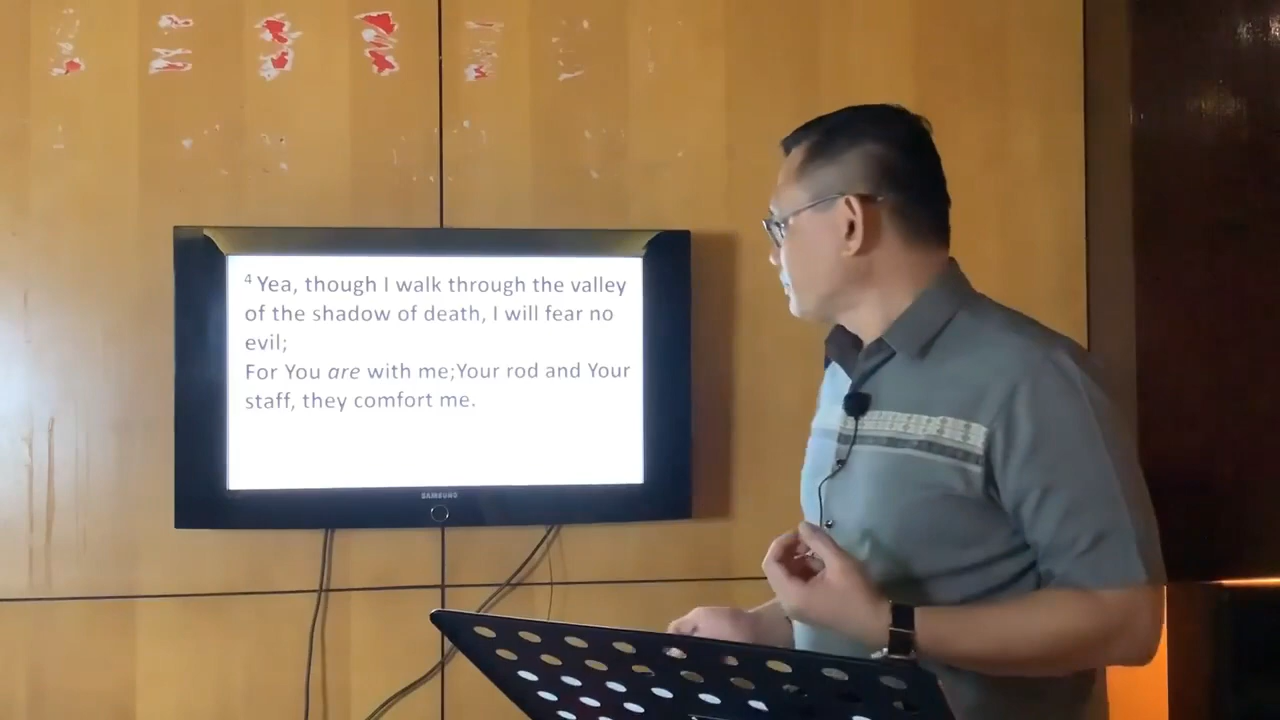 4 Yea, though I walk through the valley
of the shadow of death, I will fear no
evil;
For You are with me;Your rod and Your
staff, they comfort me.
SAMSUNG